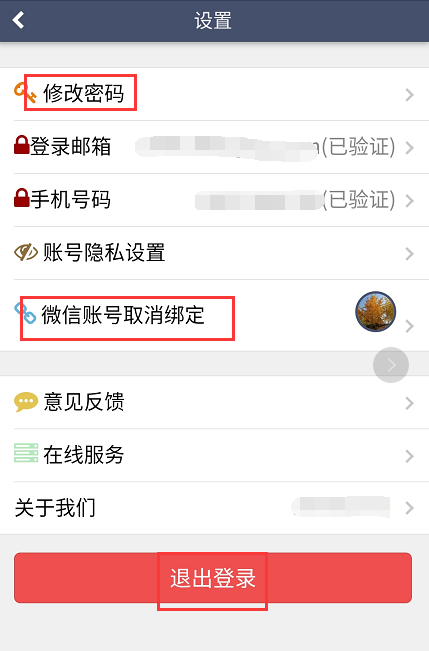 设置
修改密码
登录邮箱 (已验证)
手机号码 (已验证)
账号隐私设置
微信账号取消绑定
意见反馈
在线服务
关于我们
退出登录